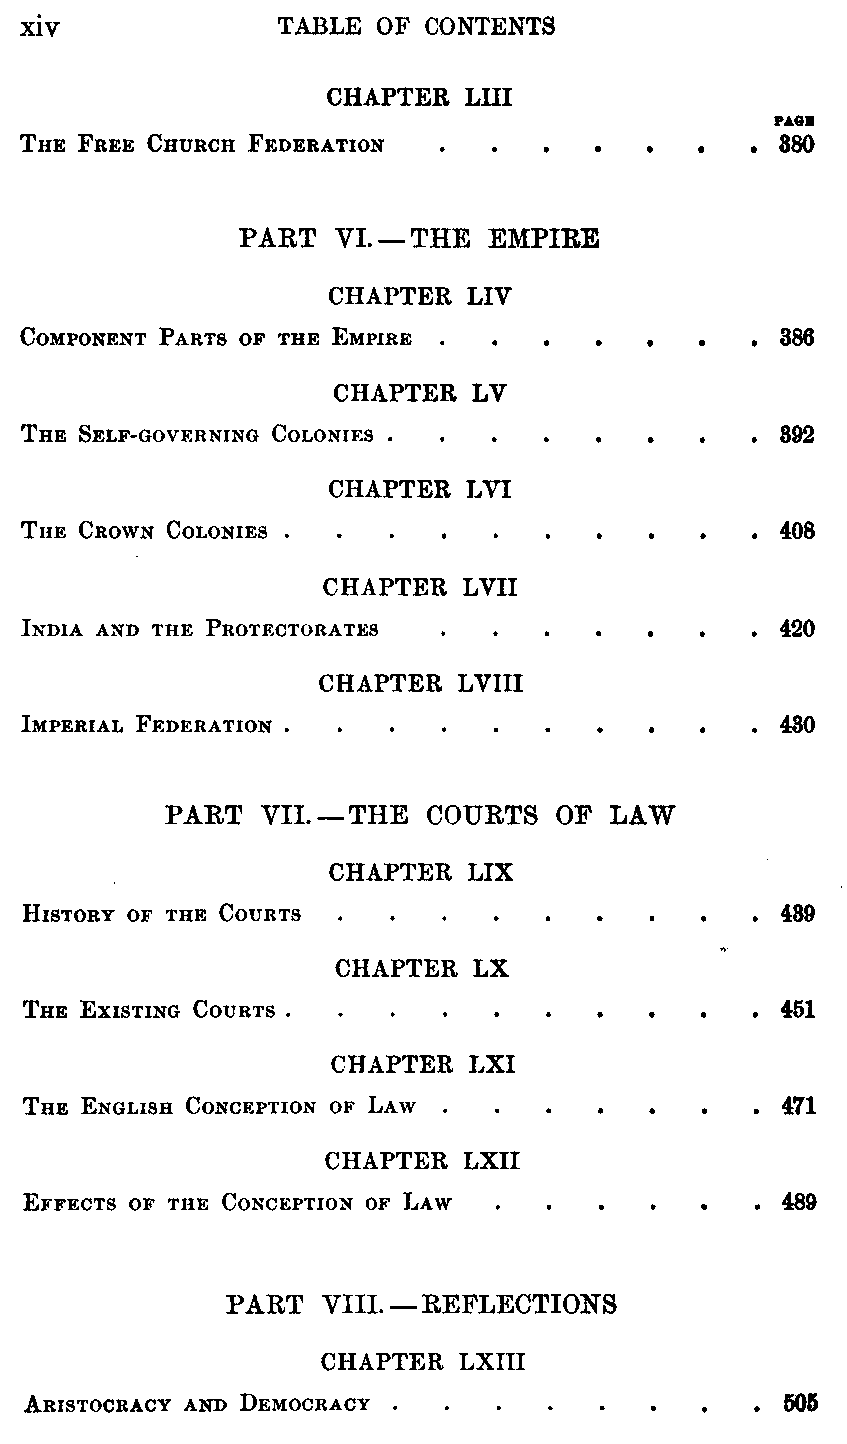 xiv TABLE OF CONTENTS
CHAPTER LIII
PAGE
THE FREE CHURCH FEDERATION . . . . . . . 380
PART VI.—THE EMPIRE
CHAPTER LIV
COMPONENT PARTS OF THE EMPIRE . . . . . . . 386
CHAPTER LV
THE SELF-GOVERNING COLONIES . . . . . . . . 392
CHAPTER LVI
THE CROWN COLONIES . . . . . . . . . . 408
CHAPTER LVII
INDIA AND THE PROTECTORATES . . . . . . . 420
CHAPTER LVIII
IMPERIAL FEDERATION . . . . . . . . . . 430
PART VII.—THE COURTS OF LAW
CHAPTER LIX
HISTORY OF THE COURTS . . . . . . . . . 439
CHAPTER LX
THE EXISTING COURTS . . . . . . . . . . 451
CHAPTER LXI
THE ENGLISH CONCEPTION OF LAW . . . . . . . 471
CHAPTER LXII
EFFECTS OF THE CONCEPTION OF LAW . . . . . . 489
PART VIII.—REFLECTIONS
CHAPTER LXIII
ARISTOCRACY AND DEMOCRACY . . . . . . . . 505